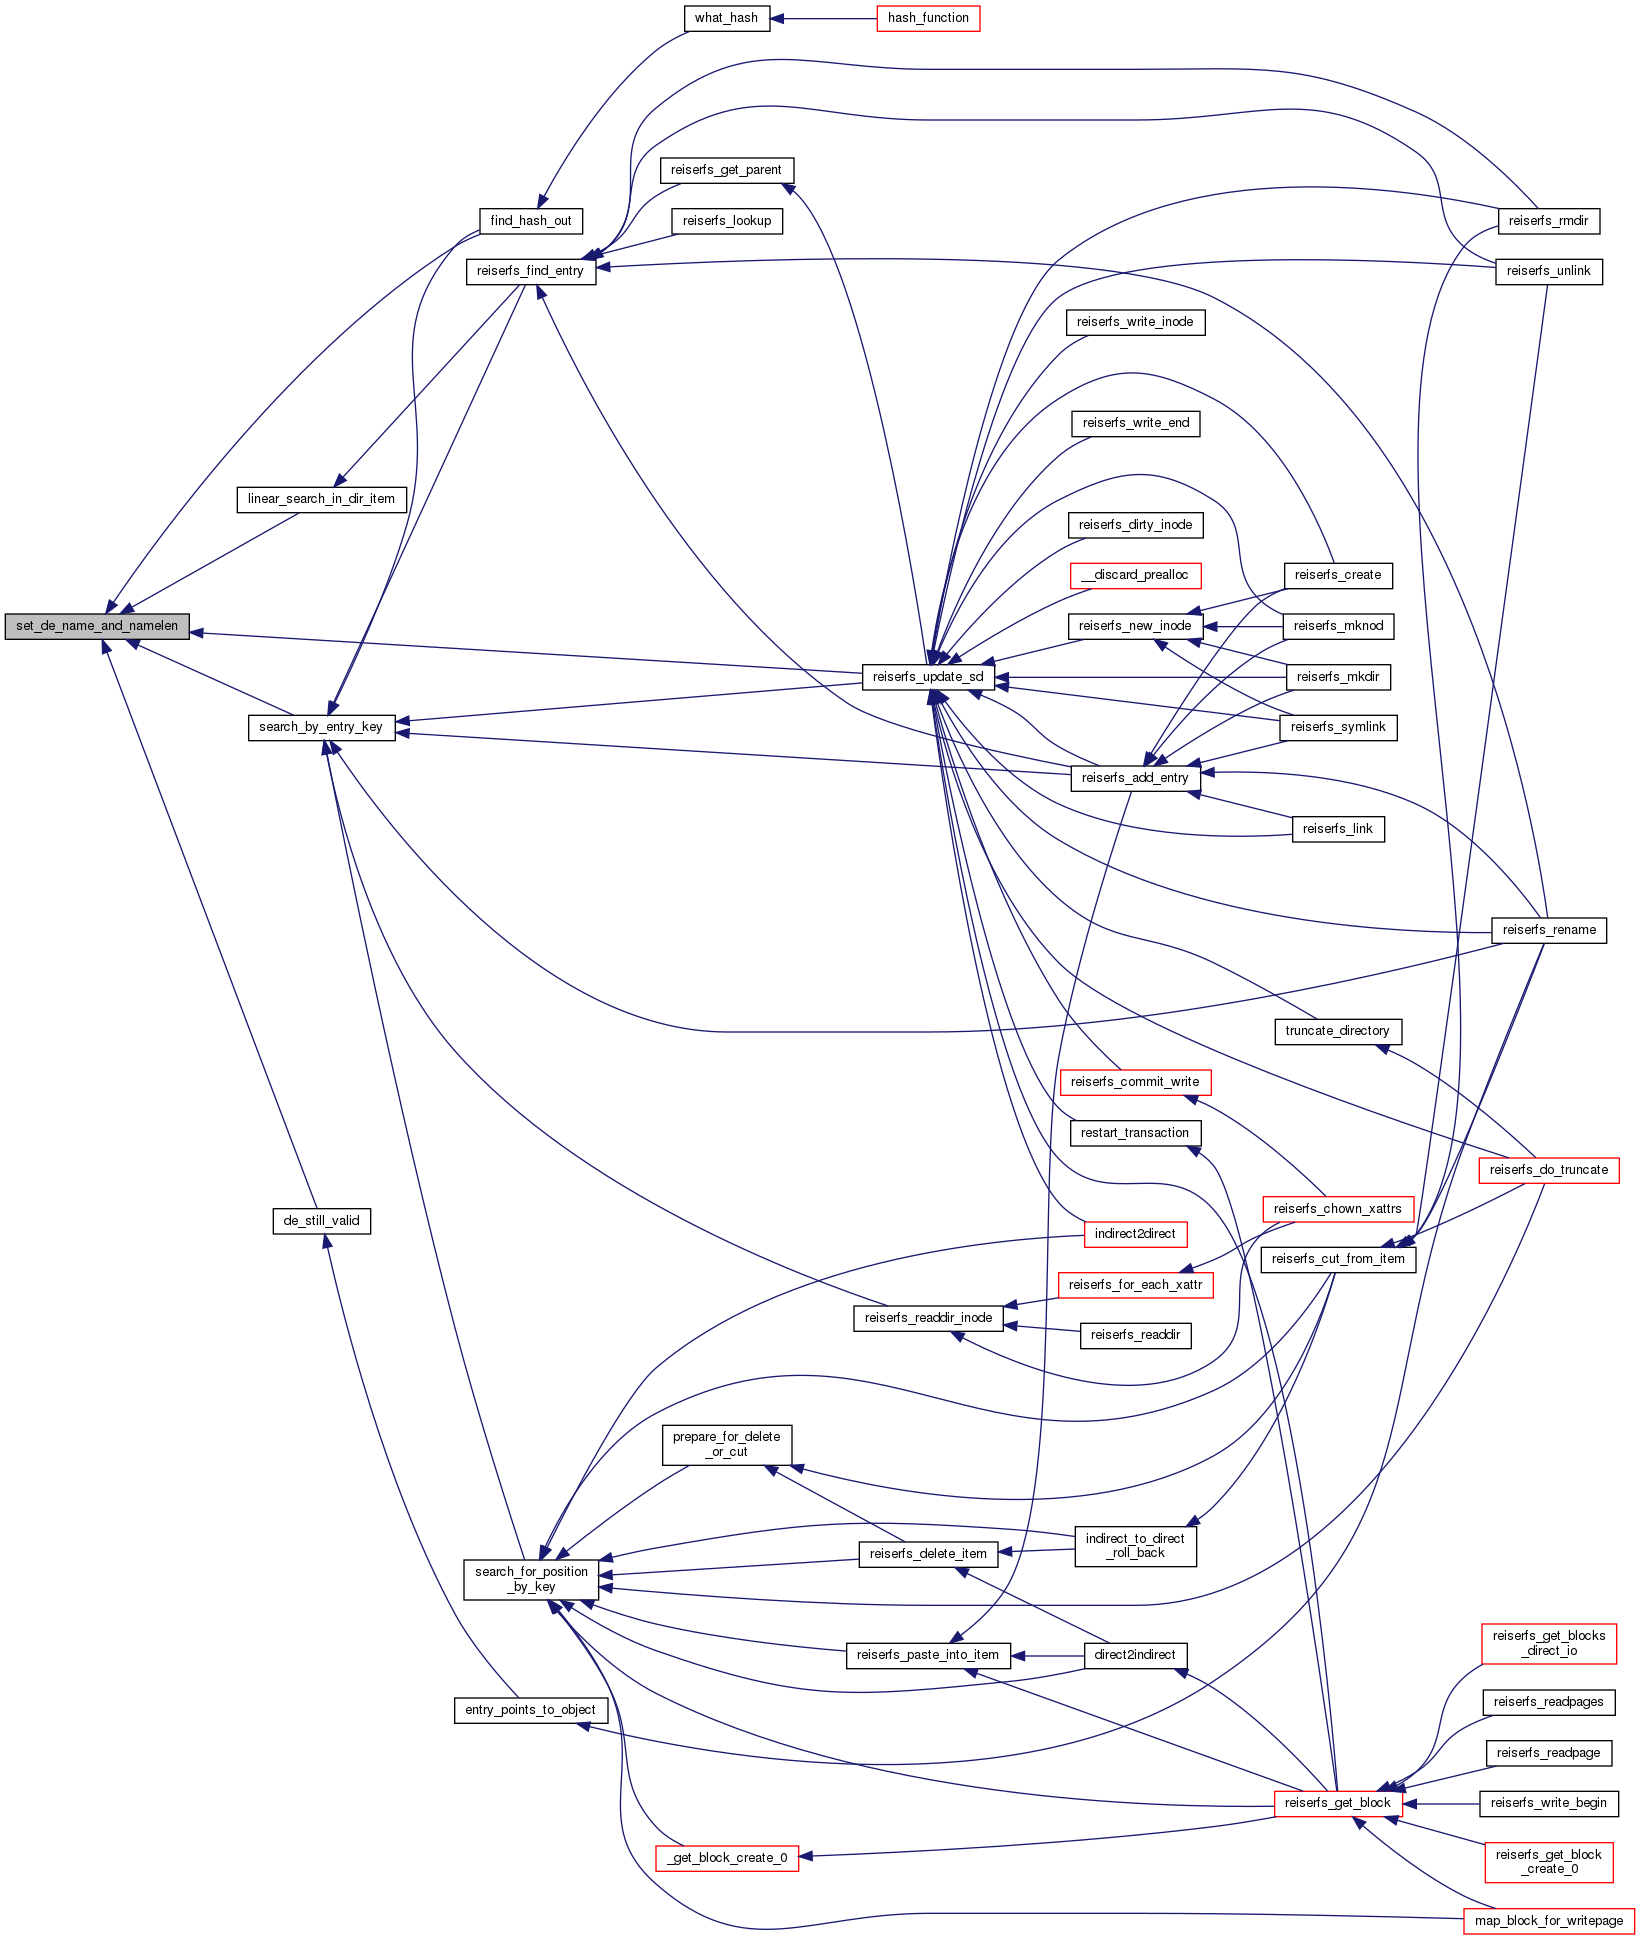 what_hash
hash_function
reiserfs_get_parent
find_hash_out
reiserfs_lookup
reiserfs_rmdir
reiserfs_find_entry
reiserfs_unlink
reiserfs_write_inode
reiserfs_write_end
linear_search_in_dir_item
reiserfs_dirty_inode
__discard_prealloc
reiserfs_create
set_de_name_and_namelen
reiserfs_new_inode
reiserfs_mknod
reiserfs_update_sd
reiserfs_mkdir
search_by_entry_key
reiserfs_symlink
reiserfs_add_entry
reiserfs_link
reiserfs_rename
truncate_directory
reiserfs_commit_write
restart_transaction
reiserfs_do_truncate
reiserfs_chown_xattrs
de_still_valid
indirect2direct
reiserfs_cut_from_item
reiserfs_for_each_xattr
reiserfs_readdir_inode
reiserfs_readdir
prepare_for_delete
_or_cut
indirect_to_direct
_roll_back
reiserfs_delete_item
search_for_position
_by_key
reiserfs_get_blocks
_direct_io
reiserfs_paste_into_item
direct2indirect
reiserfs_readpages
entry_points_to_object
reiserfs_readpage
reiserfs_get_block
reiserfs_write_begin
_get_block_create_0
reiserfs_get_block
_create_0
map_block_for_writepage